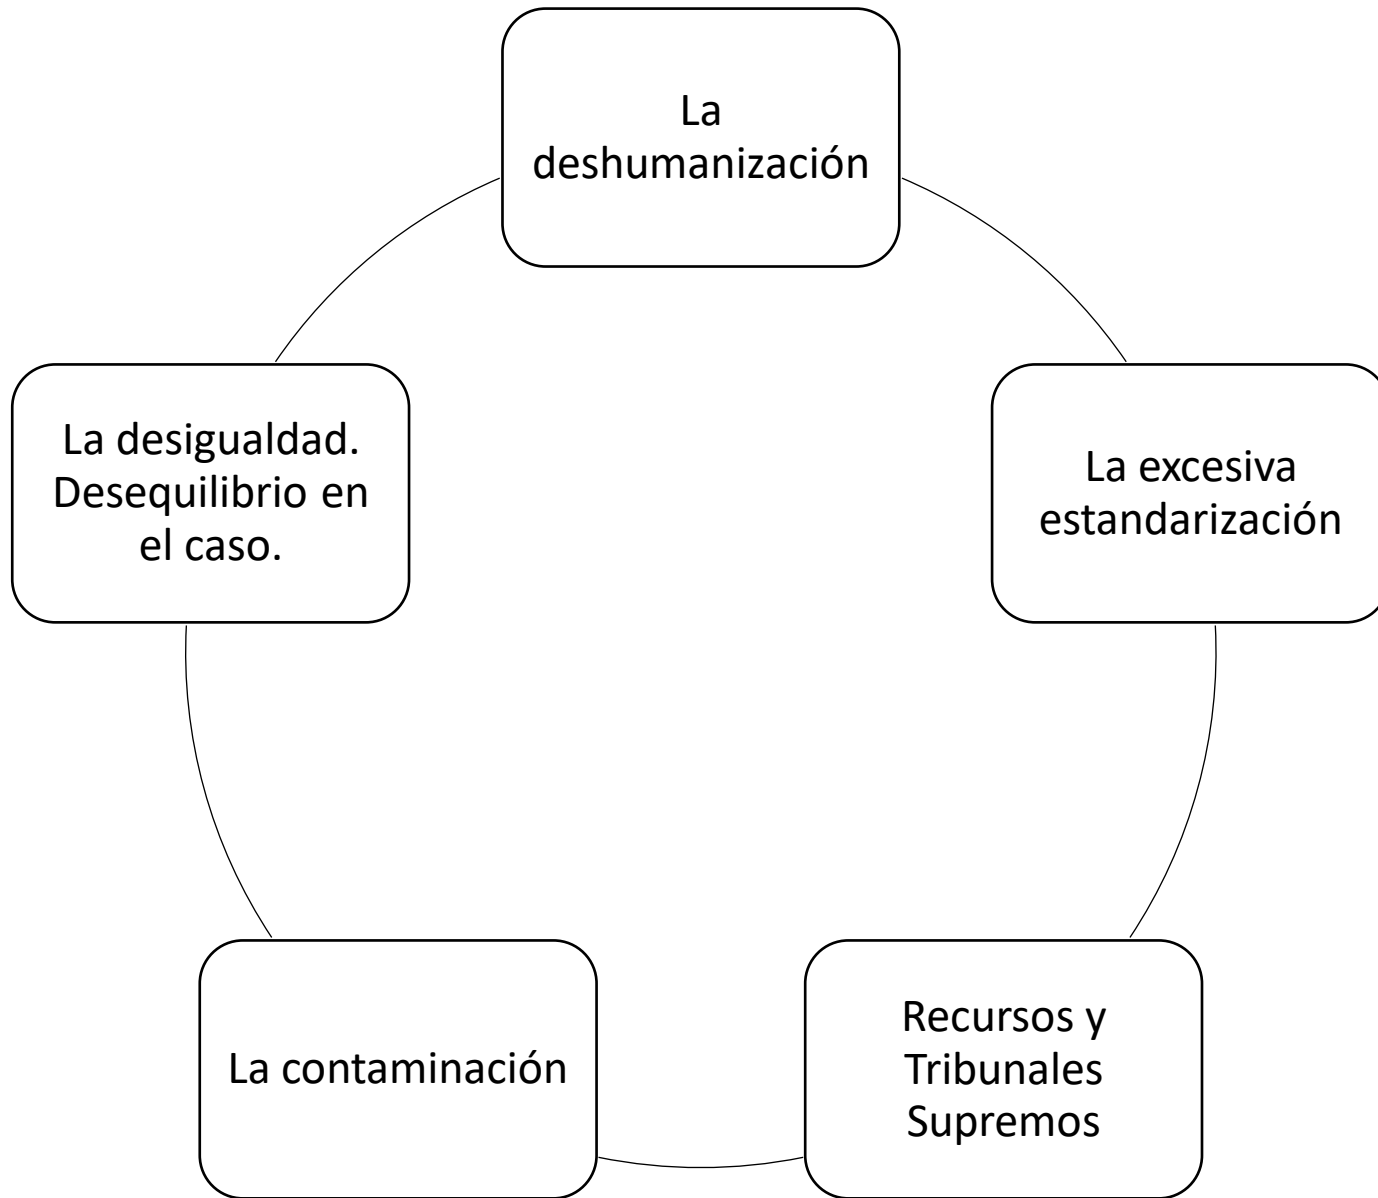 La
deshumanización
La excesiva
estandarización
Recursos y
Tribunales
Supremos
La contaminación
La desigualdad.
Desequilibrio en
el caso.